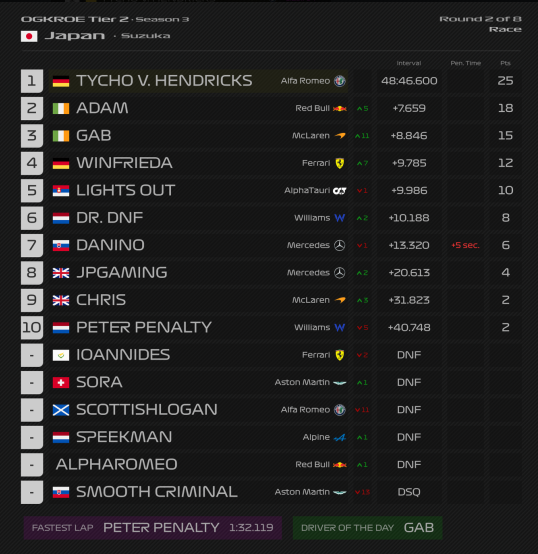 OGKROE Tier 2 · Season 3
Round 2 of 8
Japan · Suzuka
Race
Interval Pen. Time Pts
1 TYCHO V. HENDRICKS Alfa Romeo 48:46.600 25
2 ADAM Red Bull 5 +7.659 18
3 GAB McLaren 11 +8.846 15
4 WINFRIEDA Ferrari 7 +9.785 12
5 LIGHTS OUT AlphaTauri 1 +9.986 10
6 DR. DNF Williams 2 +10.188 8
7 DANINO Mercedes 1 +13.320 +5 sec. 6
8 JPGAMING Mercedes 2 +20.613 4
9 CHRIS McLaren 3 +31.823 2
10 PETER PENALTY Williams 5 +40.748 2
- IOANNIDES Ferrari 2 DNF
- SORA Aston Martin 1 DNF
- SCOTTISHLOGAN Alfa Romeo 11 DNF
- SPEEKMAN Alpine 1 DNF
- ALPHAROMEO Red Bull 1 DNF
- SMOOTH CRIMINAL Aston Martin 13 DSQ
FASTEST LAP PETER PENALTY 1:32.119 DRIVER OF THE DAY GAB